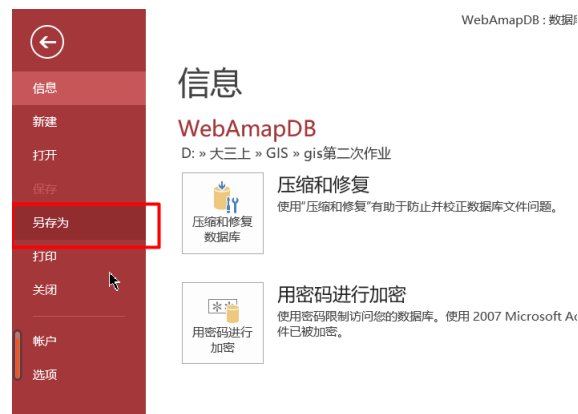 WebAmapDB : 数据库
信息
信息
新建
WebAmapDB
打开
D: » 大三上 » GIS » gis第二次作业
保存
压缩和修复
另存为
使用"压缩和修复"有助于防止并校正数据库文件问题。
压缩和修复
数据库
打印
关闭
用密码进行加密
使用密码限制访问您的数据库。使用 2007 Microsoft Ac
件已被加密。
用密码进行
加密
帐户
选项